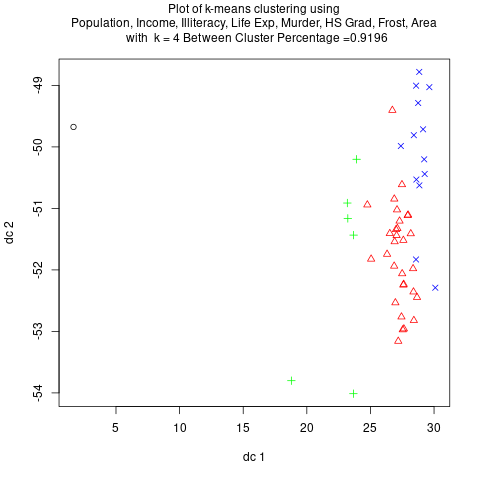 Plot of k-means clustering using
Population, Income, Illiteracy, Life Exp, Murder, HS Grad, Frost, Area
with  k = 4 Between Cluster Percentage =0.9196
-49
-50
-51
-52
-53
-54
dc 2
5
10
15
20
25
30
dc 1